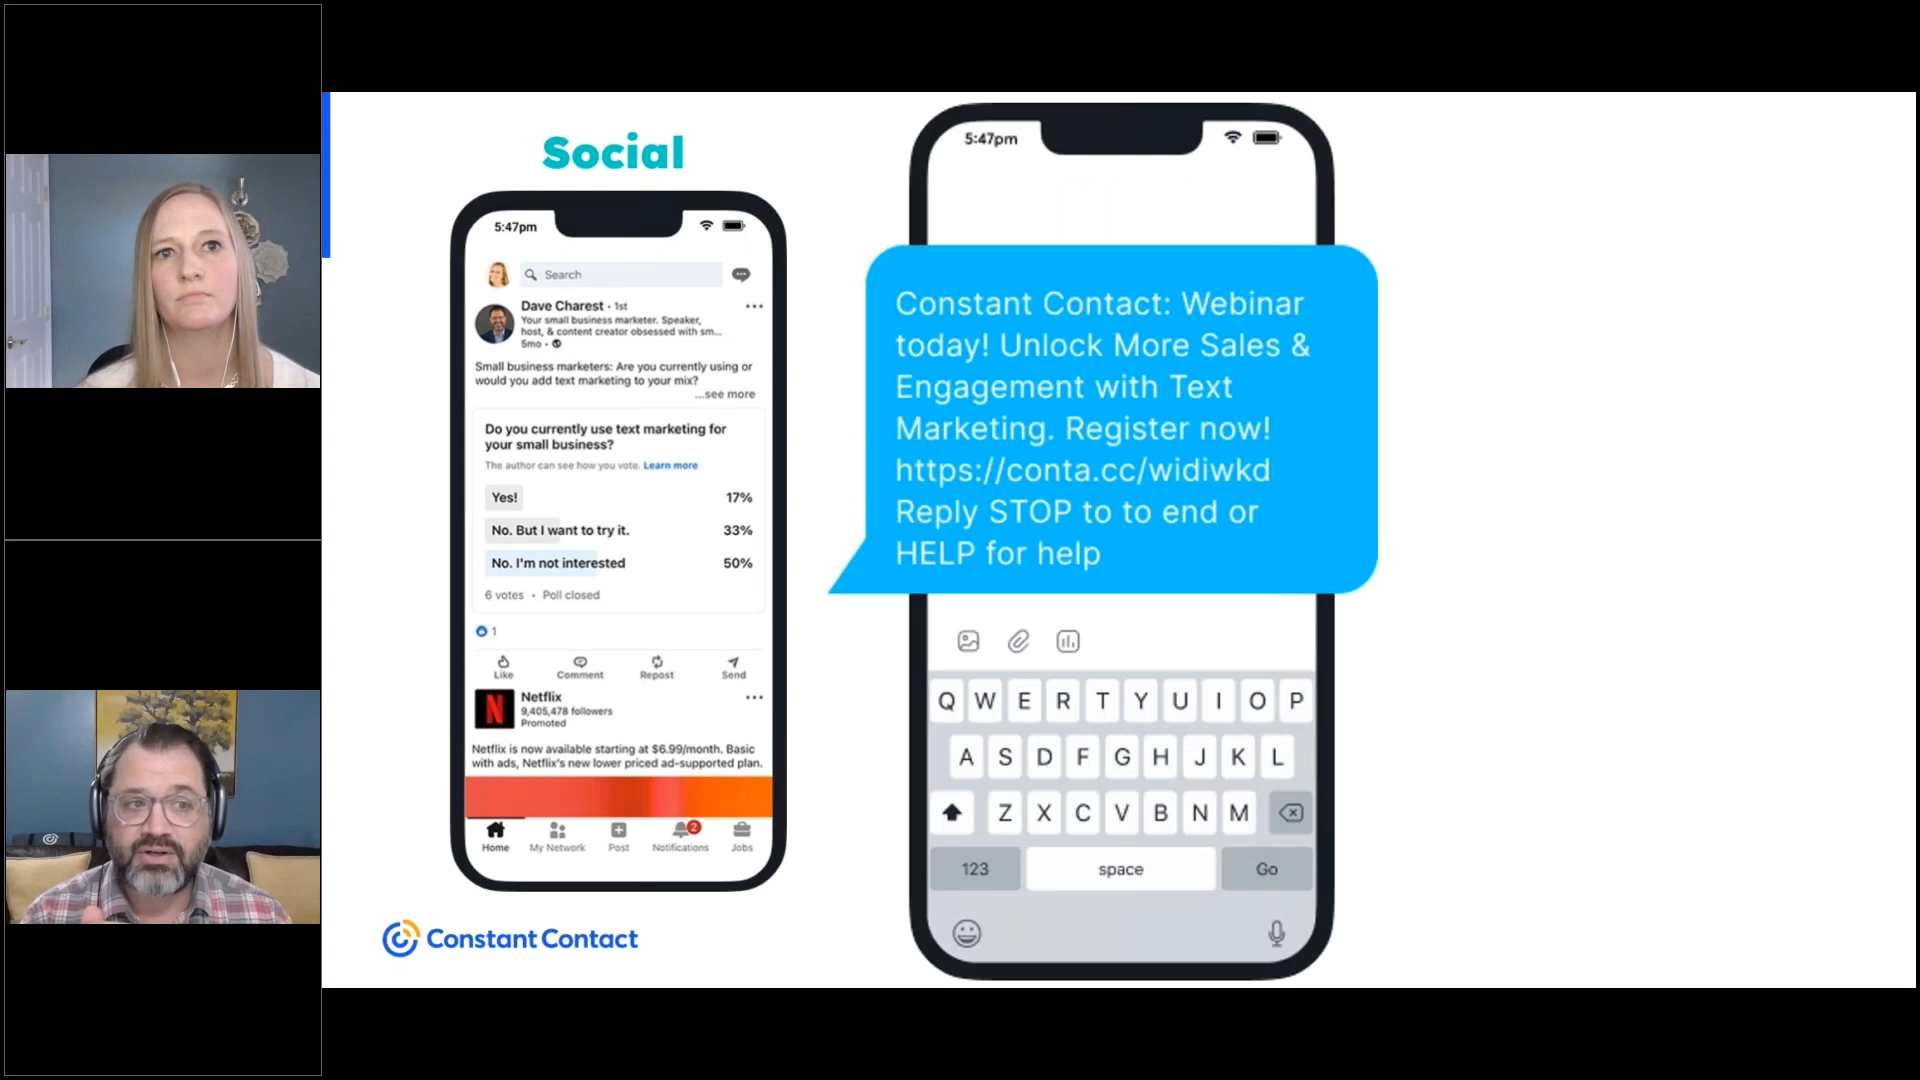 Social
5:47pm
Search
Dave Charest • 1st
Your small business marketer. Speaker,
host, & content creator obsessed with sm...
5mo •
Small business marketers: Are you currently using or
would you add text marketing to your mix?
...see more
Do you currently use text marketing for
your small business?
The author can see how you vote. Learn more
Yes! 17%
No. But I want to try it. 33%
No. I'm not interested 50%
6 votes • Poll closed
1
Like Comment Repost Send
N
Netflix
9,405,478 followers
Promoted
Netflix is now available starting at $6.99/month. Basic
with ads, Netflix's new lower priced ad-supported plan.
2
Home My Network Post Notifications Jobs
Constant Contact
5:47pm
Constant Contact: Webinar
today! Unlock More Sales &
Engagement with Text
Marketing. Register now!
https://conta.cc/widiwkd
Reply STOP to to end or
HELP for help
Q W E R T Y U I O P
A S D F G H J K L
Z X C V B N M
123 space Go